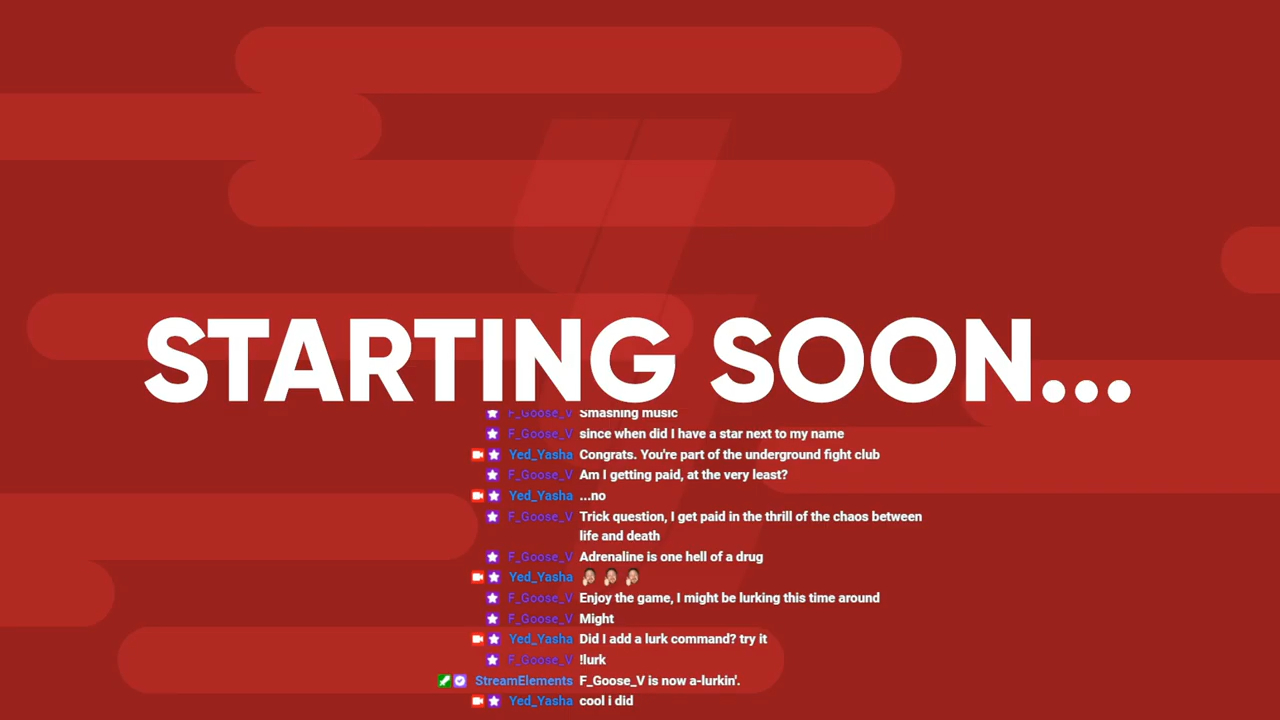 STARTING SOON...
F_Goose_V Smashing music
F_Goose_V since when did I have a star next to my name
Yed_Yasha Congrats. You're part of the underground fight club
F_Goose_V Am I getting paid, at the very least?
Yed_Yasha ...no
F_Goose_V Trick question, I get paid in the thrill of the chaos between
life and death
F_Goose_V Adrenaline is one hell of a drug
Yed_Yasha
F_Goose_V Enjoy the game, I might be lurking this time around
F_Goose_V Might
Yed_Yasha Did I add a lurk command? try it
F_Goose_V !lurk
StreamElements F_Goose_V is now a-lurkin'.
Yed_Yasha cool i did